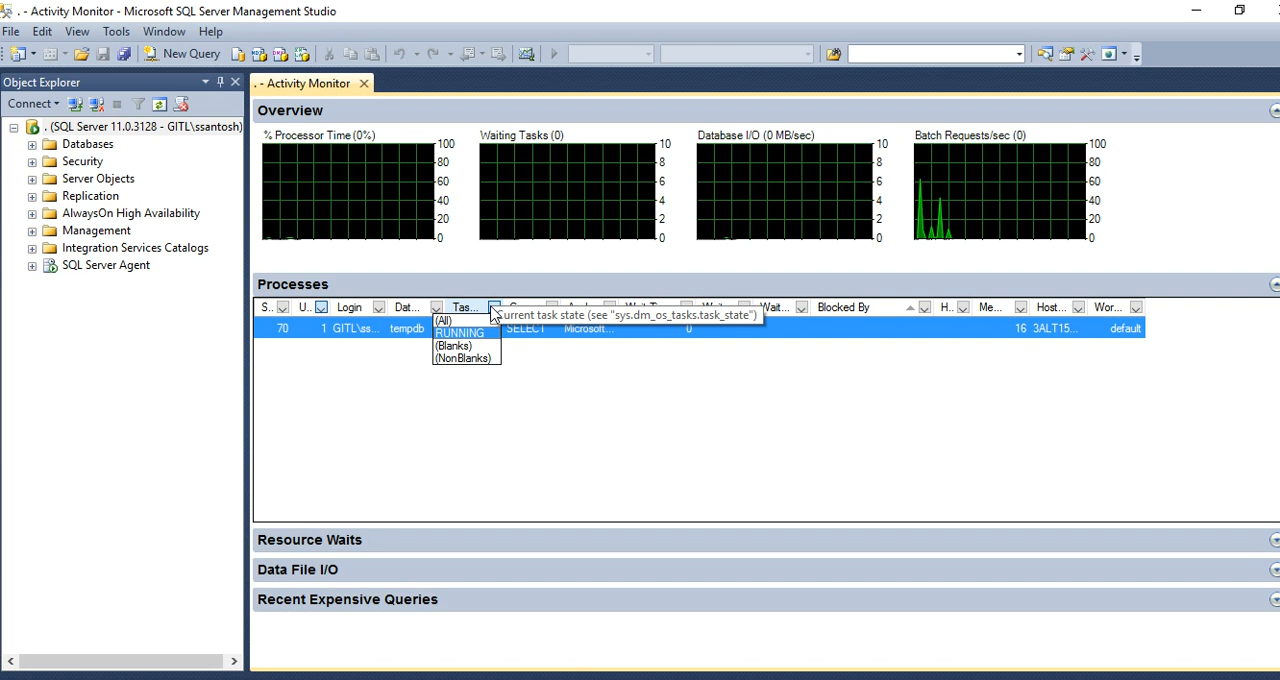 . - Activity Monitor - Microsoft SQL Server Management Studio
File Edit View Tools Window Help
New Query
Object Explorer
. - Activity Monitor
Connect
. (SQL Server 11.0.3128 - GITL\ssantosh)
Databases
Security
Server Objects
Replication
AlwaysOn High Availability
Management
Integration Services Catalogs
SQL Server Agent
Overview
% Processor Time (0%)
100
80
60
40
20
0
Waiting Tasks (0)
10
8
6
4
2
0
Database I/O (0 MB/sec)
10
8
6
4
2
0
Batch Requests/sec (0)
100
80
60
40
20
0
Processes
S... U... Login Dat... Tas... Wait... Blocked By H... Me... Host... Wor...
70 1 GITL\ss... tempdb SELECT Microsoft... 0 16 3ALT15... default
(All)
RUNNING
(Blanks)
(NonBlanks)
urrent task state (see "sys.dm_os_tasks.task_state")
Resource Waits
Data File I/O
Recent Expensive Queries